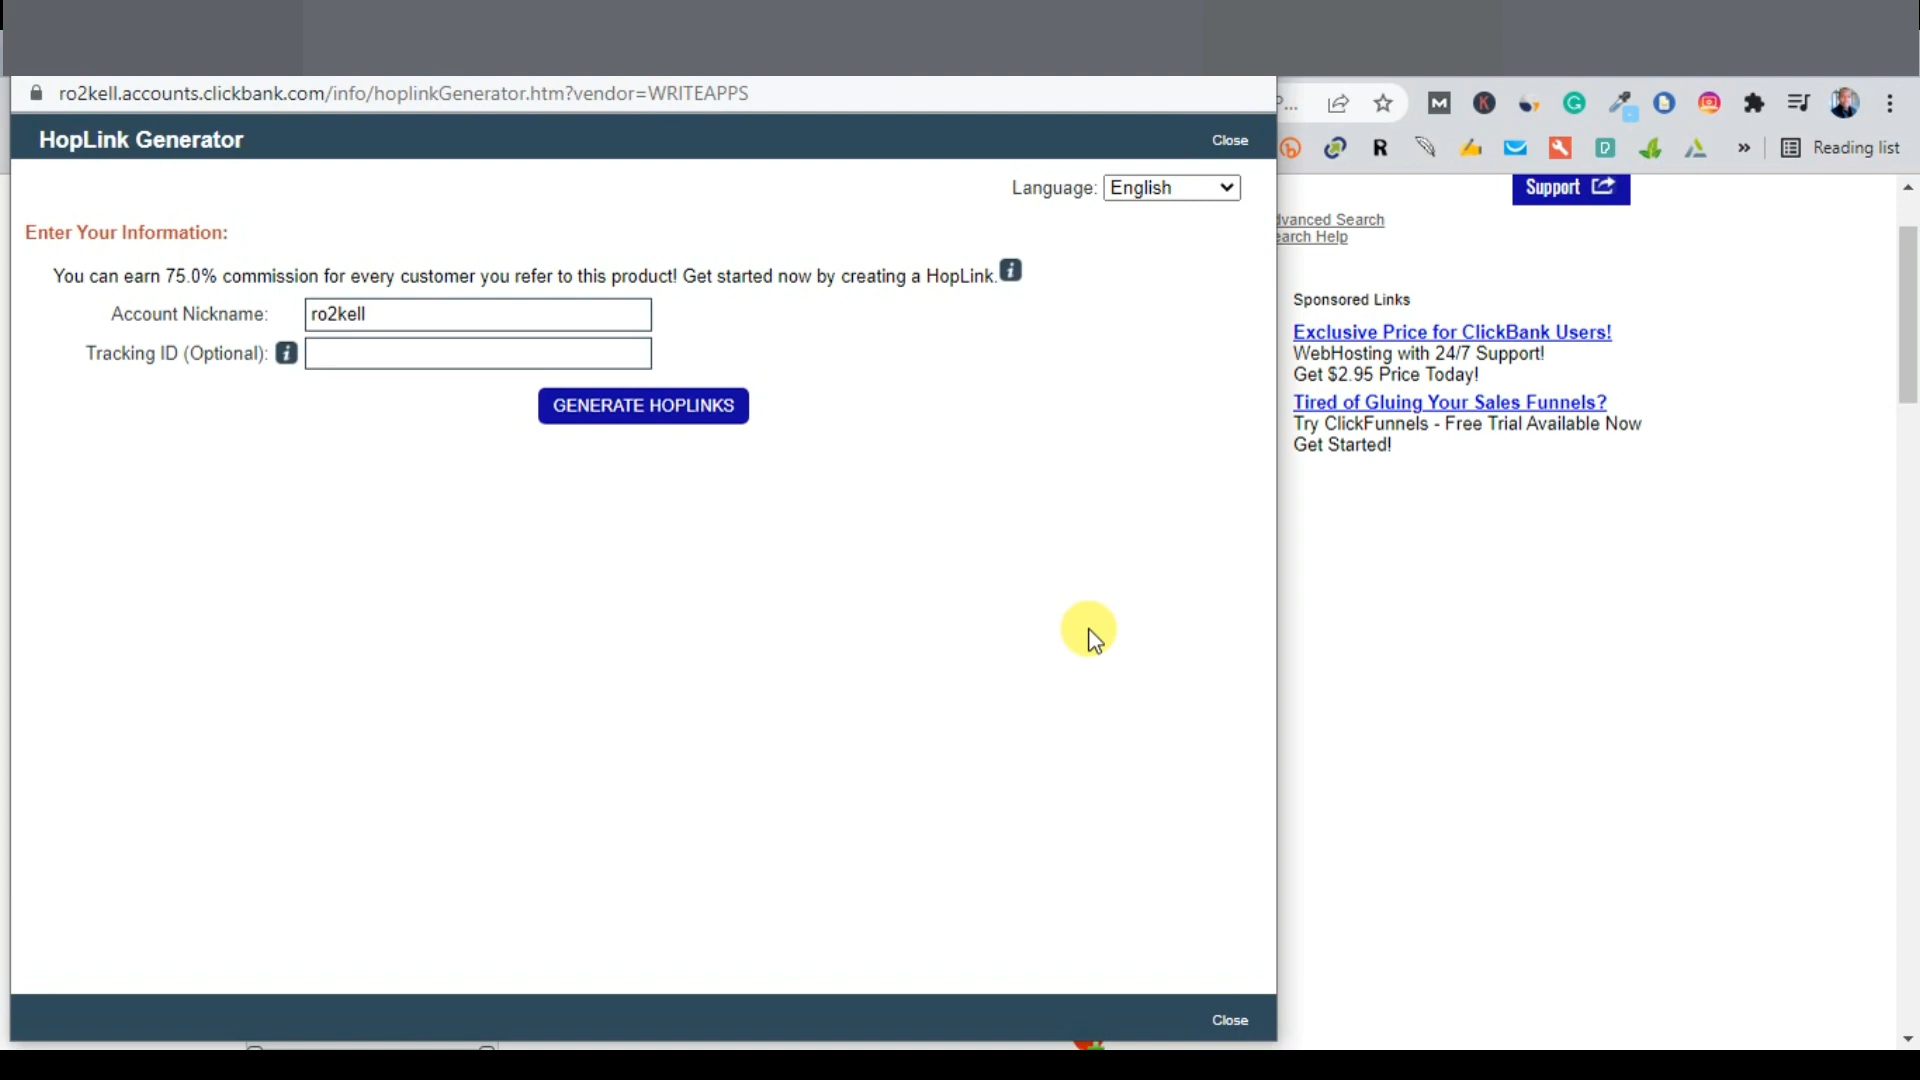 ro2kell.accounts.clickbank.com/info/hoplinkGenerator.htm?vendor=WRITEAPPS
P...
HopLink Generator
Close
Reading list
Language: English
Support
Enter Your Information:
dvanced Search
earch Help
You can earn 75.0% commission for every customer you refer to this product! Get started now by creating a HopLink.
Account Nickname: ro2kell
Tracking ID (Optional):
GENERATE HOPLINKS
Sponsored Links
Exclusive Price for ClickBank Users!
WebHosting with 24/7 Support!
Get $2.95 Price Today!
Tired of Gluing Your Sales Funnels?
Try ClickFunnels - Free Trial Available Now
Get Started!
Close